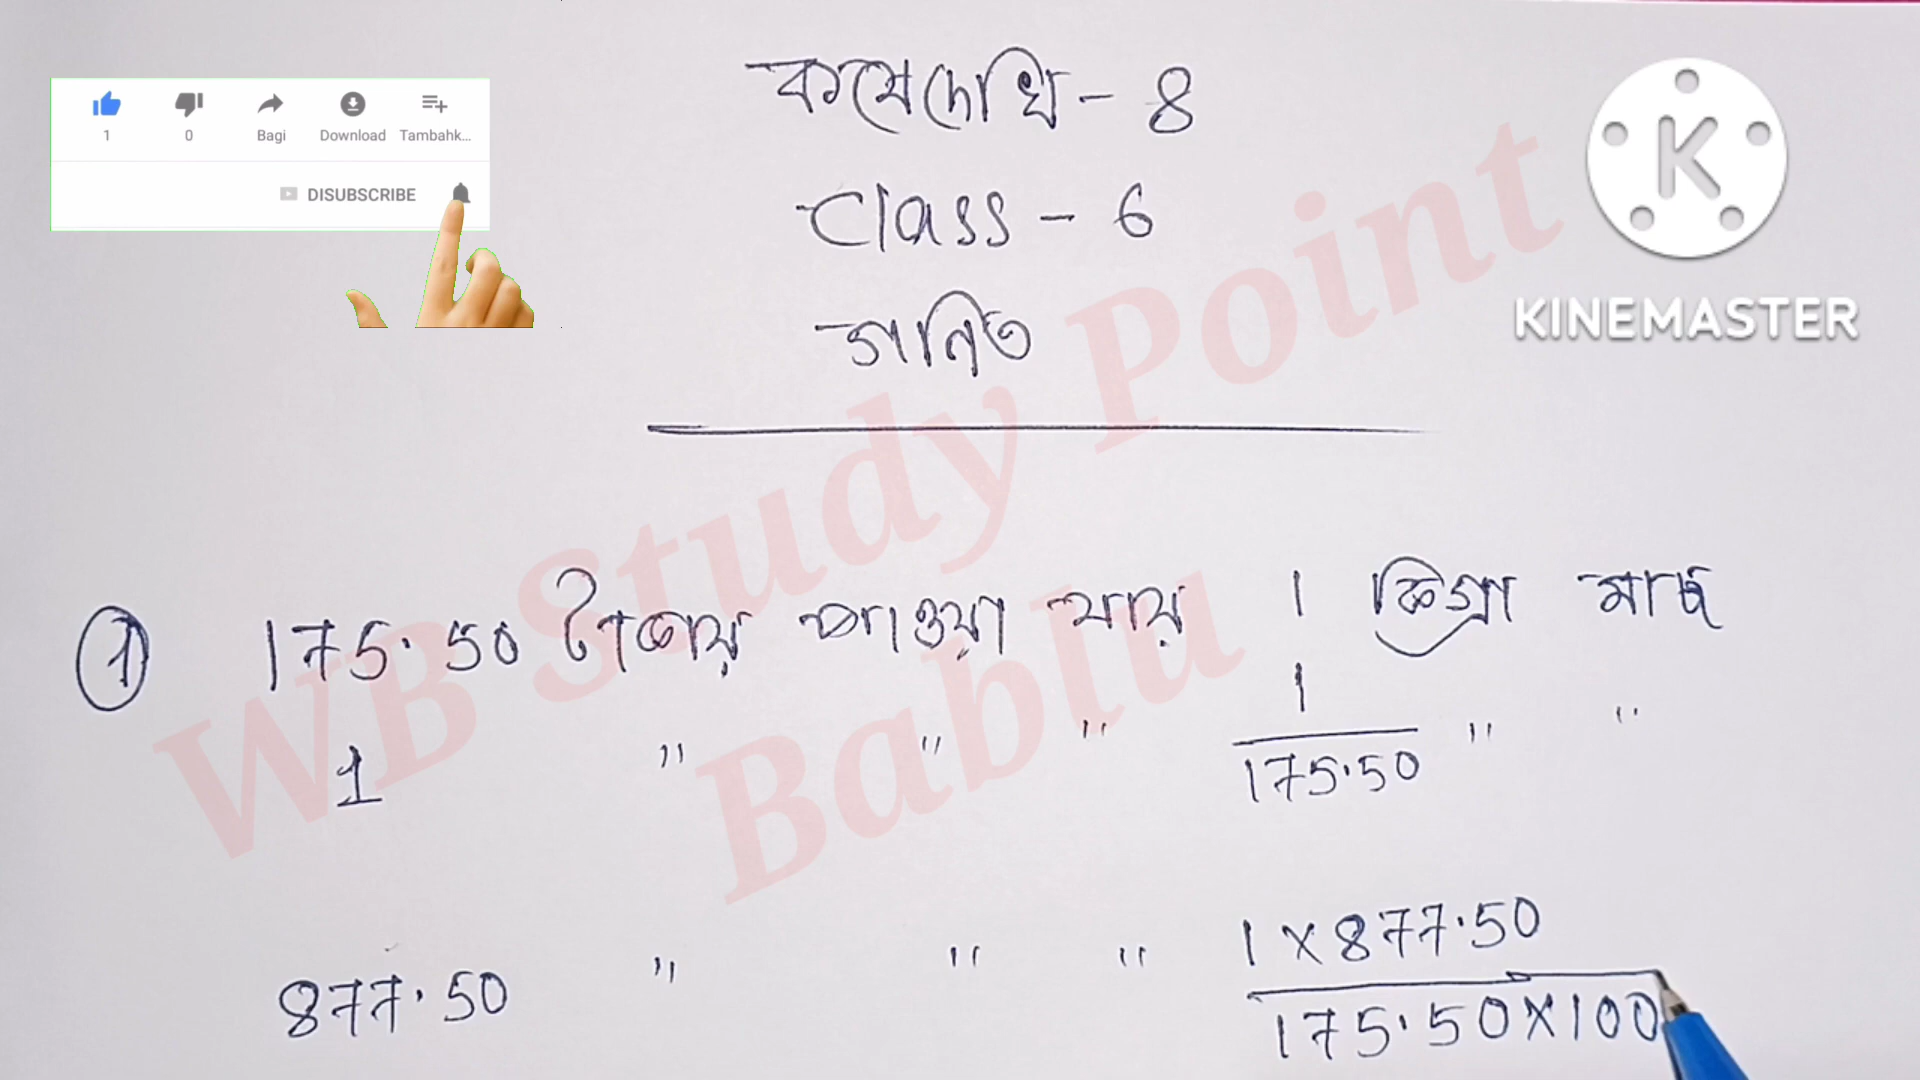 1 0 Bagi Download Tambahk...
DISUBSCRIBE
কষেদেখি - 8
Class - 6
গনিত
K
KINEMASTER
WB Study Point
Bablu
① 175.50 টাকায় পাওয়া যায় 1 কিগ্রা মাছ
1 " " " 1/175.50 " "
877.50 " " " 1 × 877.50 / 175.50 × 100